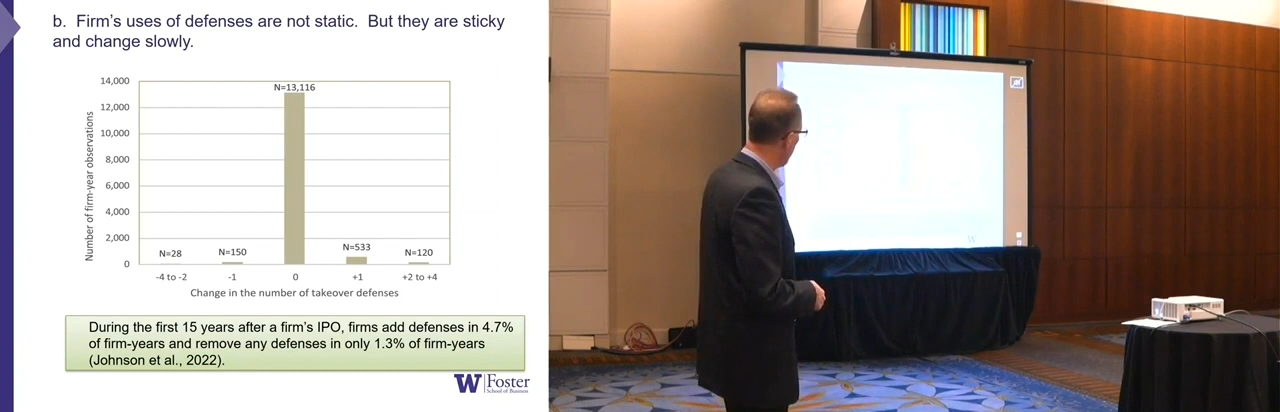 b. Firm's uses of defenses are not static. But they are sticky
and change slowly.
14,000
12,000
10,000
8,000
6,000
4,000
2,000
0
Number of firm-year observations
N=28
N=150
N=13,116
N=533
N=120
-4 to -2
-1
0
+1
+2 to +4
Change in the number of takeover defenses
During the first 15 years after a firm's IPO, firms add defenses in 4.7%
of firm-years and remove any defenses in only 1.3% of firm-years
(Johnson et al., 2022).
W Foster
School of Business